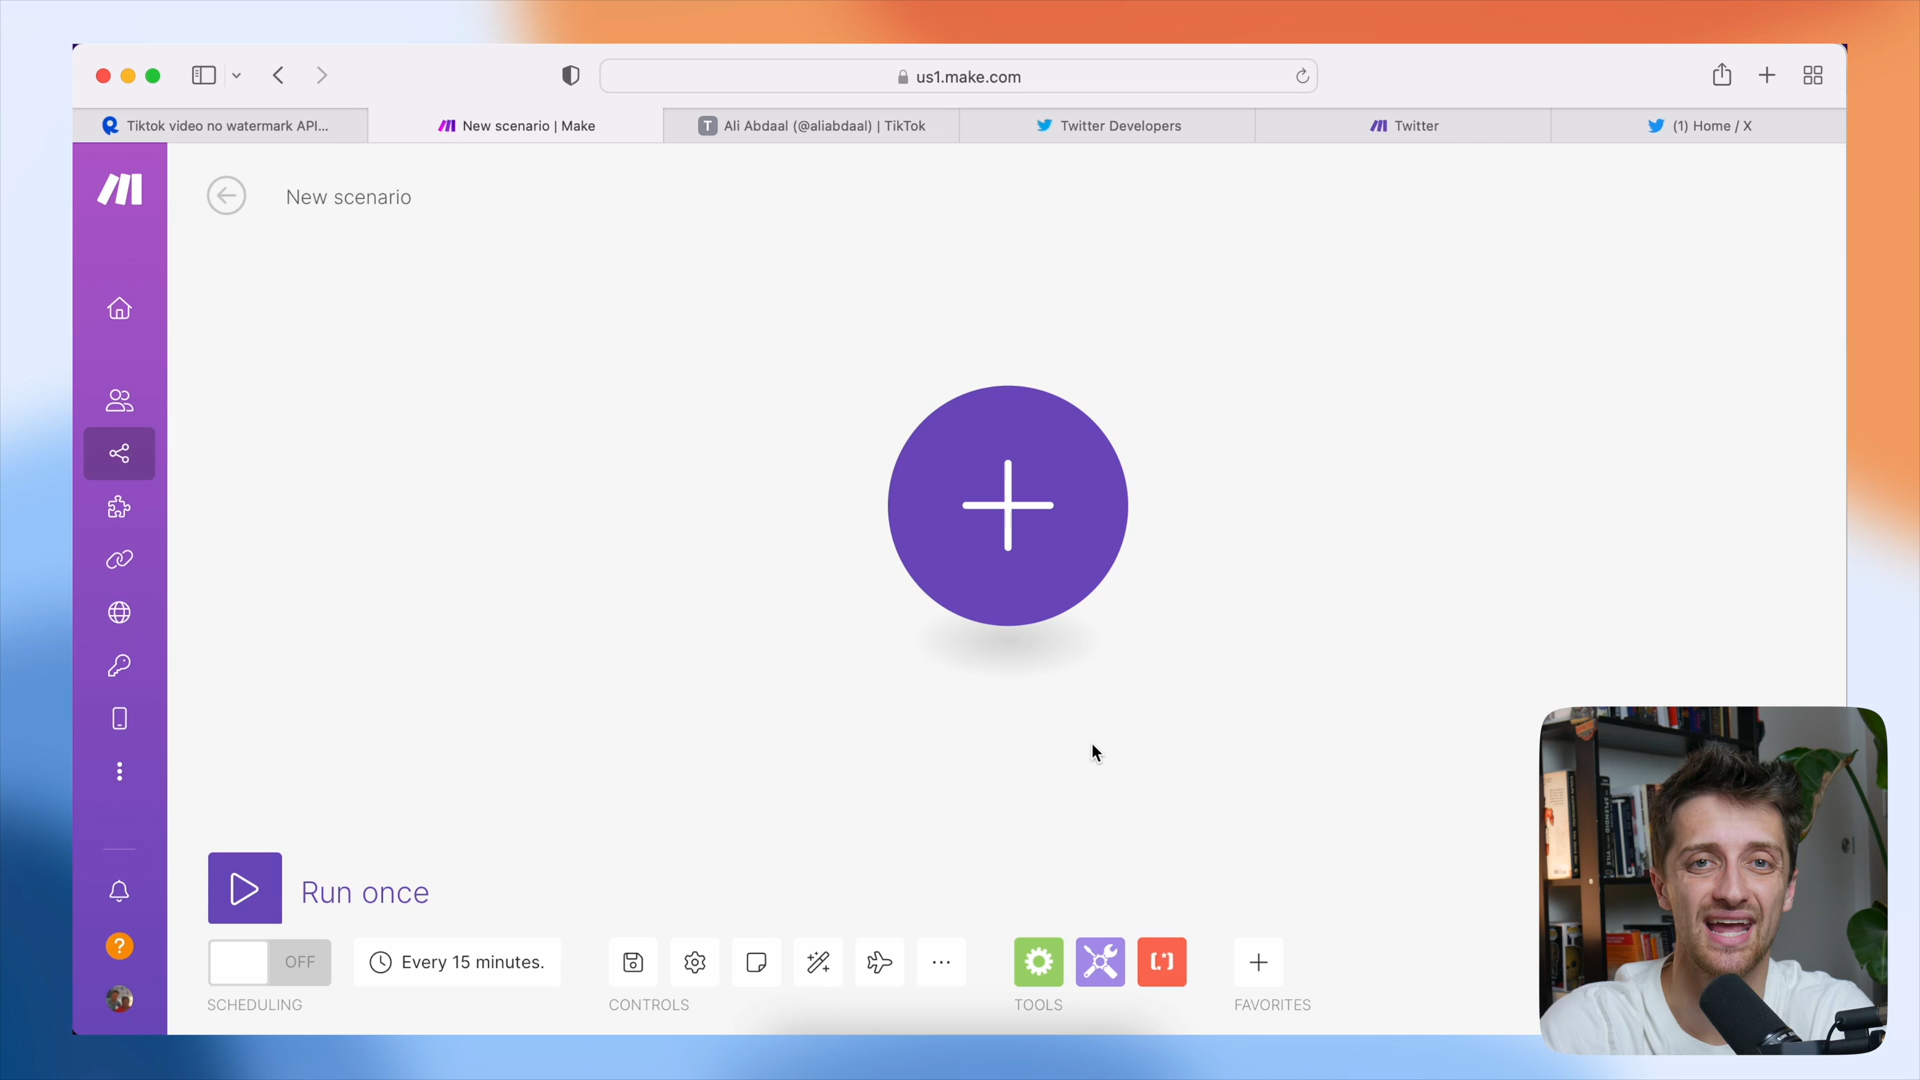 us1.make.com
Tiktok video no watermark API...
New scenario | Make
T
Ali Abdaal (@aliabdaal) | TikTok
Twitter Developers
Twitter
(1) Home / X
New scenario
Run once
OFF
Every 15 minutes.
...
[*]
?
SCHEDULING
CONTROLS
TOOLS
FAVORITES